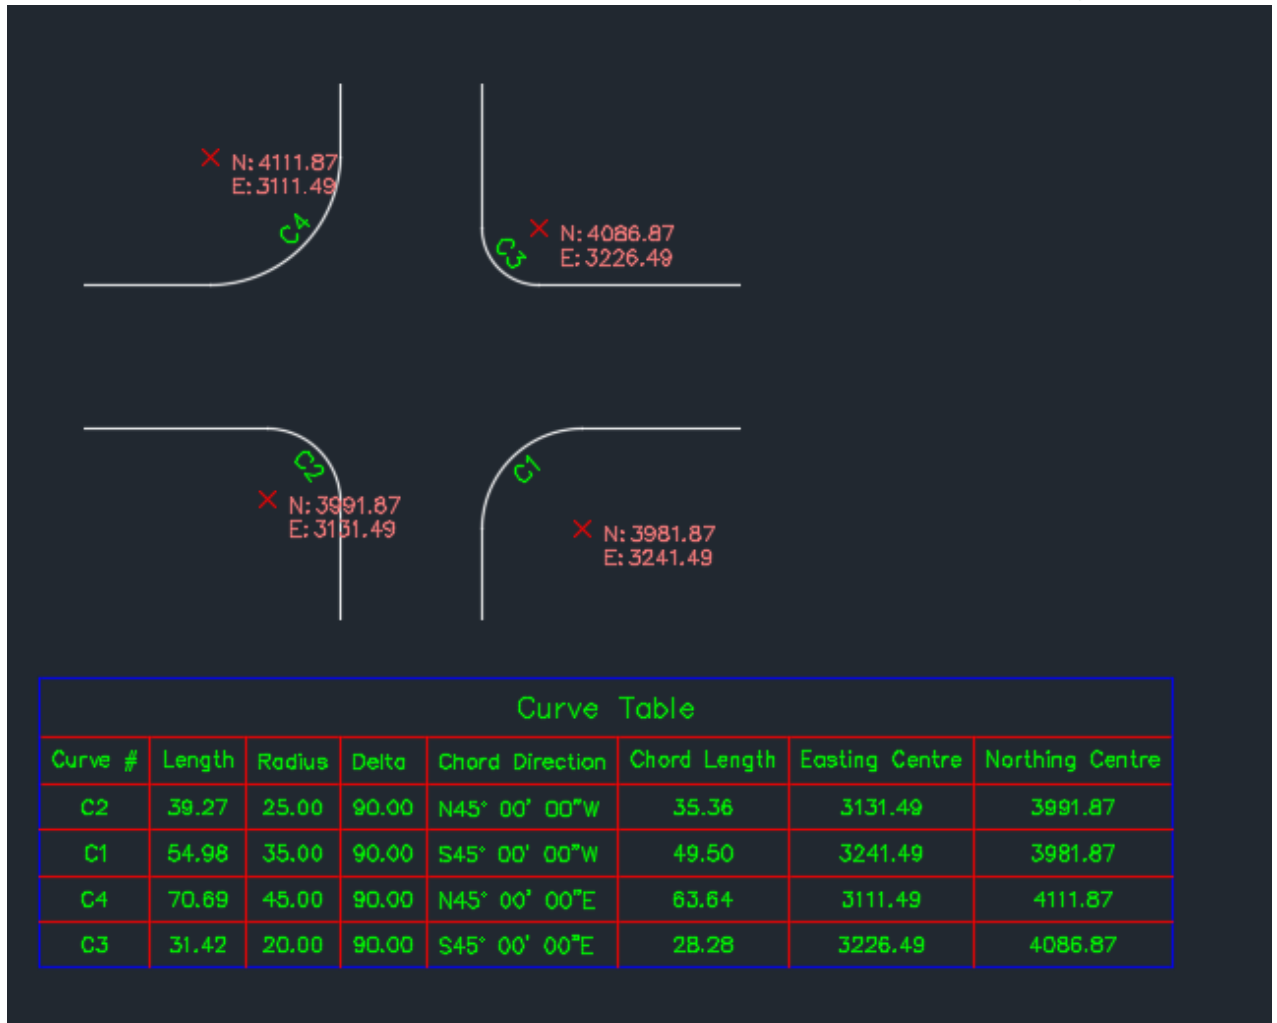 N: 4111.87
E: 3111.49
C4
C3
N: 4086.87
E: 3226.49
C2
C1
N: 3991.87
E: 3131.49
N: 3981.87
E: 3241.49
Curve Table
Curve # Length Radius Delta Chord Direction Chord Length Easting Centre Northing Centre
C2 39.27 25.00 90.00 N45° 00' 00"W 35.36 3131.49 3991.87
C1 54.98 35.00 90.00 S45° 00' 00"W 49.50 3241.49 3981.87
C4 70.69 45.00 90.00 N45° 00' 00"E 63.64 3111.49 4111.87
C3 31.42 20.00 90.00 S45° 00' 00"E 28.28 3226.49 4086.87